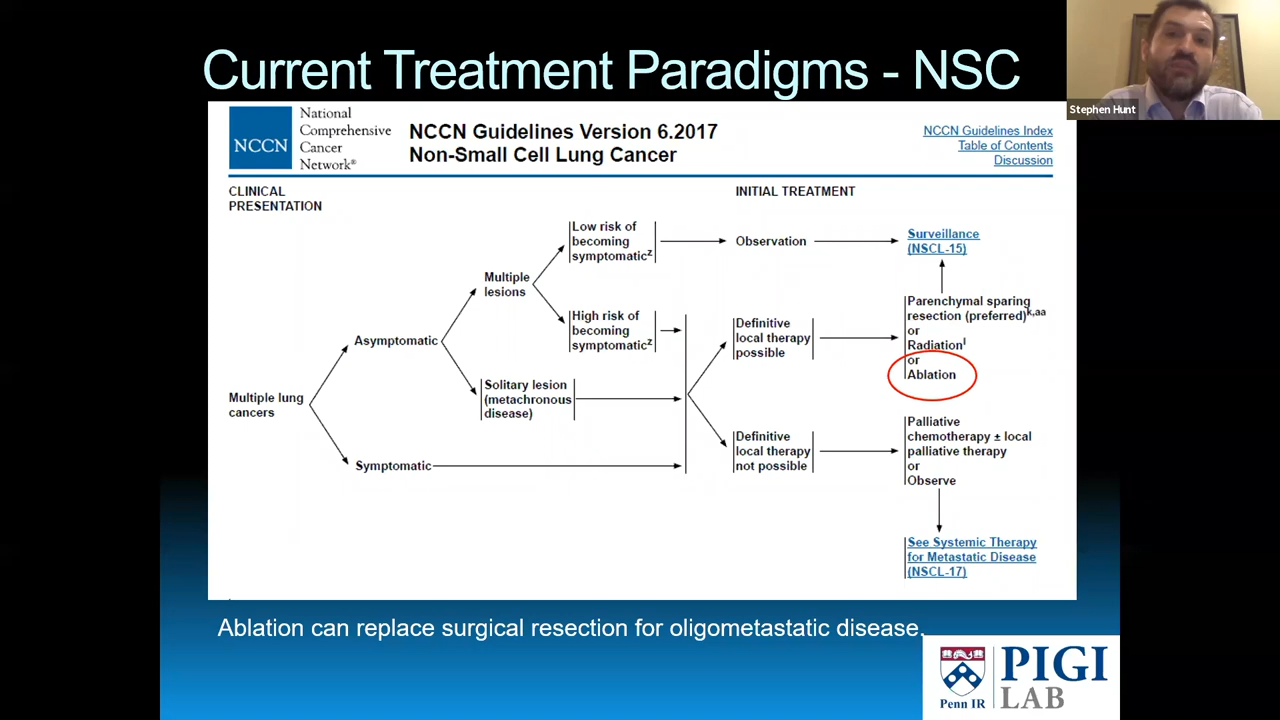 Current Treatment Paradigms - NSC
Stephen Hunt
NCCN
National
Comprehensive
Cancer
Network®
NCCN Guidelines Version 6.2017
Non-Small Cell Lung Cancer
NCCN Guidelines Index
Table of Contents
Discussion
CLINICAL
PRESENTATION
INITIAL TREATMENT
Multiple lung
cancers
Asymptomatic
Symptomatic
Multiple
lesions
Solitary lesion
(metachronous
disease)
Low risk of
becoming
symptomaticz
High risk of
becoming
symptomaticz
Observation
Surveillance
(NSCL-15)
Definitive
local therapy
possible
Parenchymal sparing
resection (preferred)k,aa
or
Radiationl
or
Ablation
Definitive
local therapy
not possible
Palliative
chemotherapy ± local
palliative therapy
or
Observe
See Systemic Therapy
for Metastatic Disease
(NSCL-17)
Ablation can replace surgical resection for oligometastatic disease.
Penn IR
PIGI
LAB